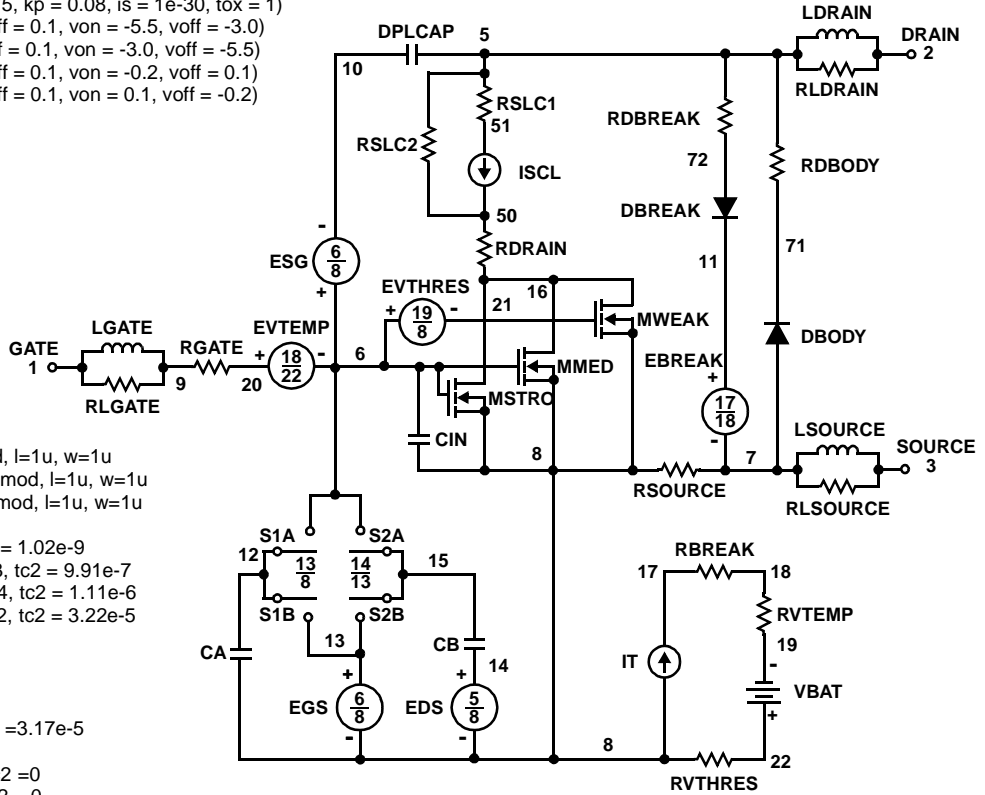 5, kp = 0.08, is = 1e-30, tox = 1)
ff = 0.1, von = -5.5, voff = -3.0)
f = 0.1, von = -3.0, voff = -5.5)
ff = 0.1, von = -0.2, voff = 0.1)
ff = 0.1, von = 0.1, voff = -0.2)
d, l=1u, w=1u
mod, l=1u, w=1u
mod, l=1u, w=1u
= 1.02e-9
3, tc2 = 9.91e-7
4, tc2 = 1.11e-6
2, tc2 = 3.22e-5
=3.17e-5
2 =0
LDRAIN
DPLCAP 5 DRAIN
10 2
RLDRAIN
RSLC1
51
RSLC2
ISCL
50
RDRAIN
RDBREAK
72
RDBODY
DBREAK
11
71
-
ESG 6/8
+
EVTHRES
+ 19/8 -
21
16
MWEAK
LGATE
GATE
1
RLGATE
9
RGATE
20
EVTEMP
+ 18/22 -
6
MMED
MSTRO
DBODY
EBREAK
+
17/18
-
CIN
8
RSOURCE
7
LSOURCE
SOURCE
3
RLSOURCE
S1A S2A
12 13/8 14/13 15
S1B S2B
13
CA
CB
14
+
EGS 6/8
-
+
EDS 5/8
-
8
RBREAK
17 18
RVTEMP
19
IT
-
VBAT
+
22
RVTHRES